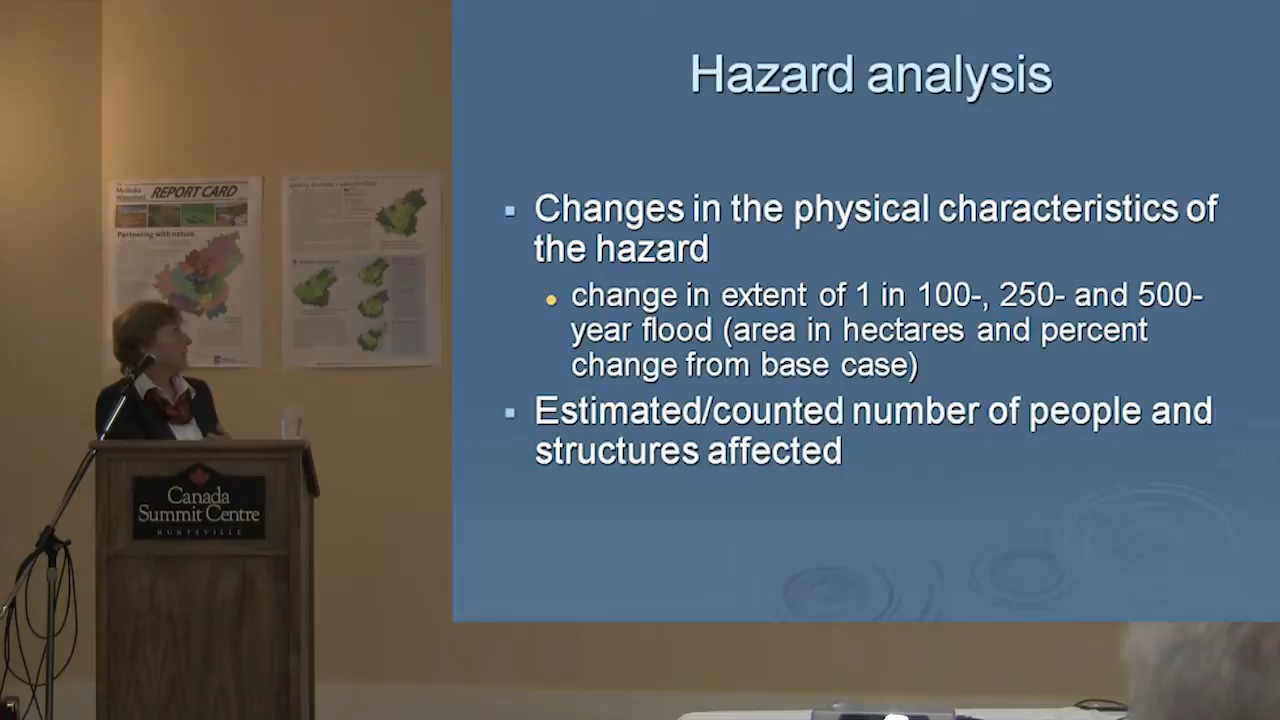 Hazard analysis
Changes in the physical characteristics of
the hazard
change in extent of 1 in 100-, 250- and 500-
year flood (area in hectares and percent
change from base case)
Estimated/counted number of people and
structures affected
Muskoka
Watershed
REPORT CARD
Partnering with nature
Canada
Summit Centre
HUNTSVILLE